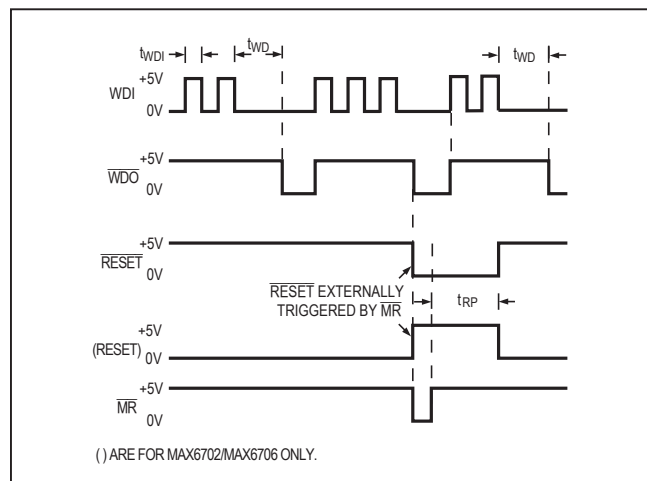 tWDI
tWD
tWD
WDI
+5V
0V
WDO
+5V
0V
RESET
+5V
0V
RESET EXTERNALLY
TRIGGERED BY MR
tRP
(RESET)
+5V
0V
MR
+5V
0V
( ) ARE FOR MAX6702/MAX6706 ONLY.